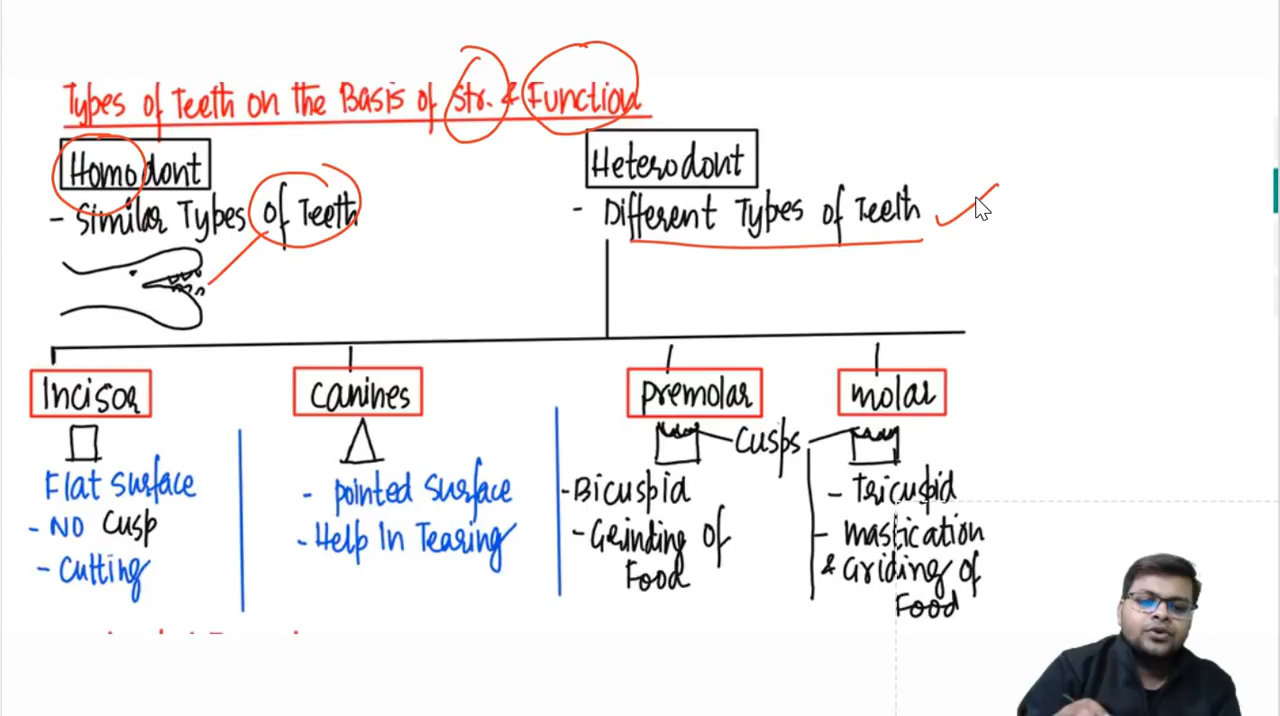 Types of Teeth on the Basis of Str. & Function
Homodont
- Similar Types of Teeth
Heterodont
- Different Types of Teeth
Incisor
Flat Surface
- NO Cusp
- Cutting
Canines
- pointed Surface
- Help In Tearing
premolar
Cusps
- Bicuspid
- Grinding of
Food
molar
- Tricuspid
- mastication
& Griding of
Food